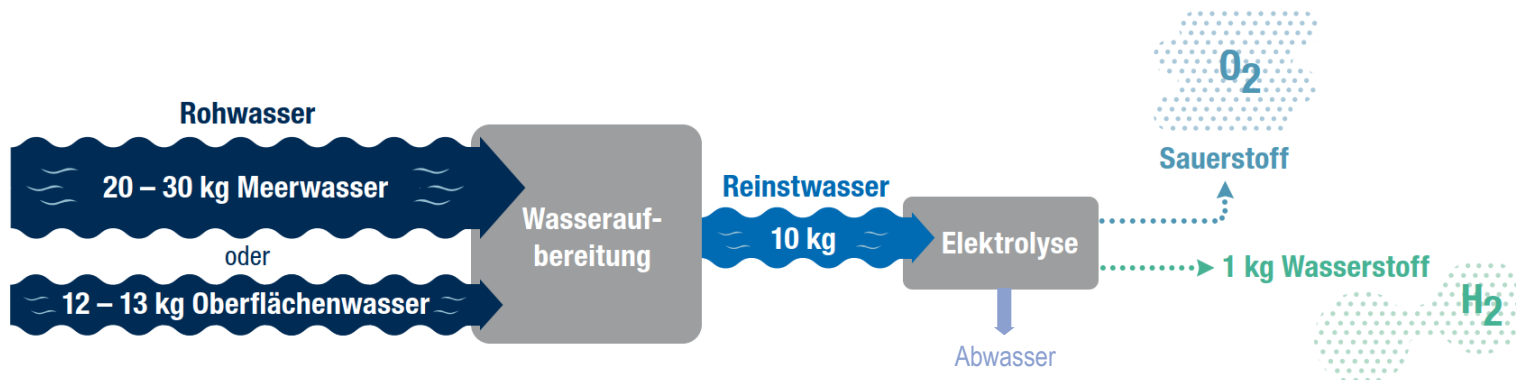 Rohwasser
20 – 30 kg Meerwasser
oder
12 – 13 kg Oberflächenwasser
Wasserauf-
bereitung
Reinstwasser
10 kg
Elektrolyse
Abwasser
O2
Sauerstoff
1 kg Wasserstoff
H2